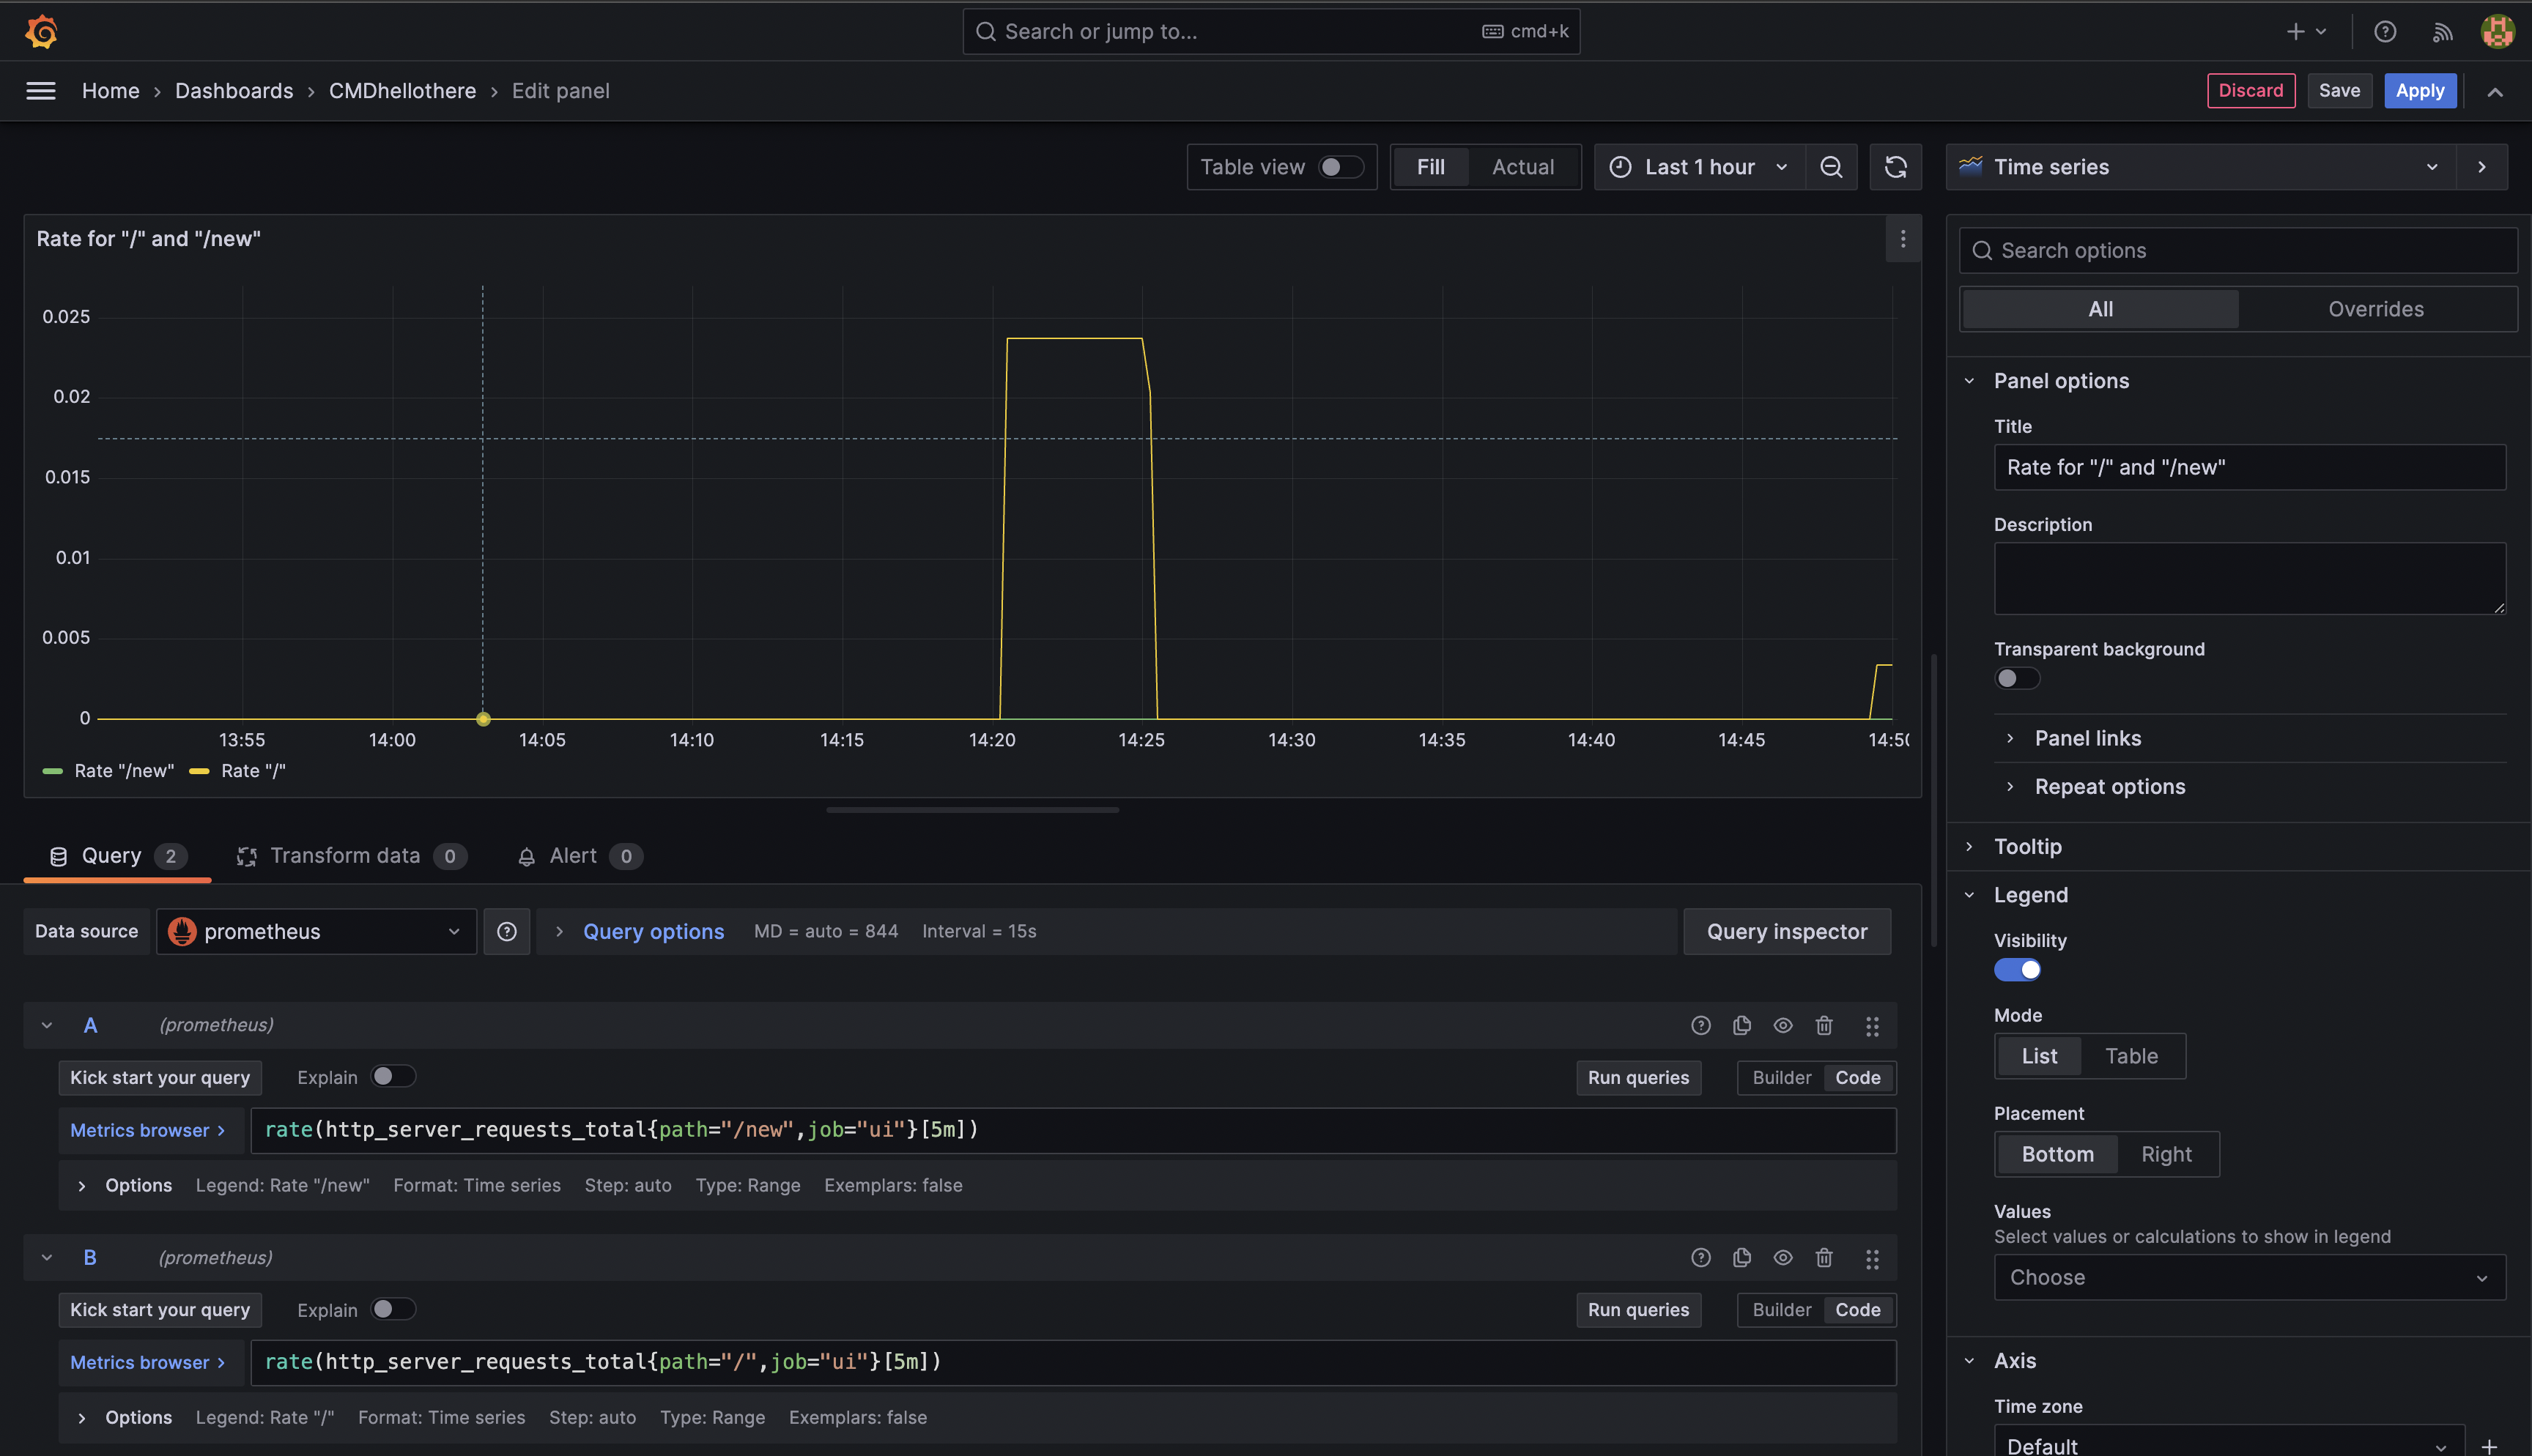 Search or jump to... cmd+k
Home › Dashboards › CMDhellothere › Edit panel Discard Save Apply
Table view Fill Actual Last 1 hour Time series
Rate for "/" and "/new"
0.025
0.02
0.015
0.01
0.005
0
13:55 14:00 14:05 14:10 14:15 14:20 14:25 14:30 14:35 14:40 14:45 14:50
Rate "/new" Rate "/"
Query 2 Transform data 0 Alert 0
Data source prometheus Query options MD = auto = 844 Interval = 15s Query inspector
A (prometheus)
Kick start your query Explain Run queries Builder Code
Metrics browser > rate(http_server_requests_total{path="/new",job="ui"}[5m])
Options Legend: Rate "/new" Format: Time series Step: auto Type: Range Exemplars: false
B (prometheus)
Kick start your query Explain Run queries Builder Code
Metrics browser > rate(http_server_requests_total{path="/",job="ui"}[5m])
Options Legend: Rate "/" Format: Time series Step: auto Type: Range Exemplars: false
Search options
All Overrides
Panel options
Title
Rate for "/" and "/new"
Description
Transparent background
Panel links
Repeat options
Tooltip
Legend
Visibility
Mode
List Table
Placement
Bottom Right
Values
Select values or calculations to show in legend
Choose
Axis
Time zone
Default